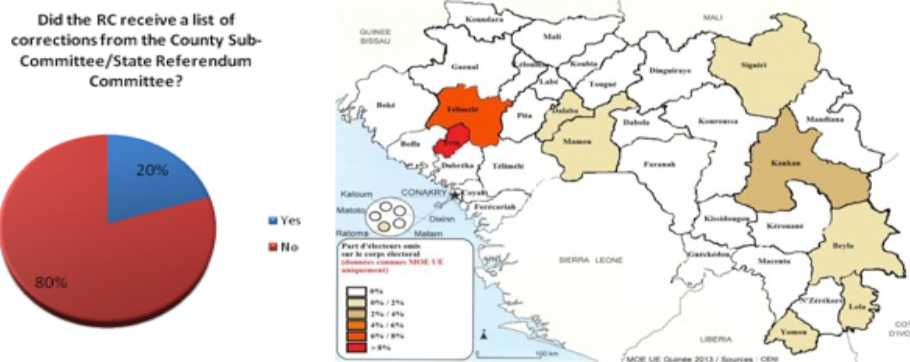 Did the RC receive a list of
corrections from the County Sub-
Committee/State Referendum
Committee?
20%
80%
Yes
No
MALI
GUINEE
BISSAU
Koundara
Mali
Siguiri
Gaoual
Koubia
Labé
Tougué
Dinguiraye
Boké
Télimélé
Pita
Dalaba
Dabola
Kouroussa
Mandiana
Boffa
Mamou
Kankan
Dubréka
Télimélé
Faranah
Kaloum
CONAKRY
Coyah
Matoto
Dixinn
Forécariah
Ratoma
Matam
Kissidougou
Kérouané
Beyla
Part d'électeurs omis
sur le corps électoral
(données connues MOE UE
uniquement)
SIERRA LEONE
Guéckédou
Macenta
0%
0% / 2%
2% / 4%
4% / 6%
6% / 8%
> 8%
N'Zérékoré
Lola
Yomou
LIBERIA
0
100 km
MOE UE Guinée 2013 / Sources : CENI